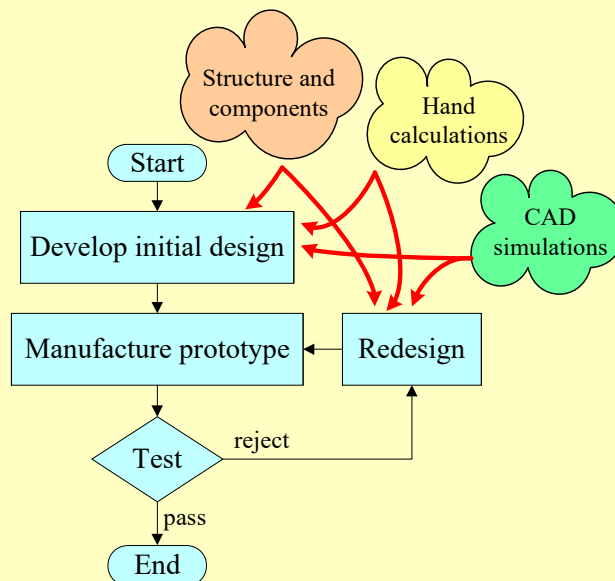 Structure and
components
Hand
calculations
Start
CAD
simulations
Develop initial design
Manufacture prototype
Redesign
Test
reject
pass
End